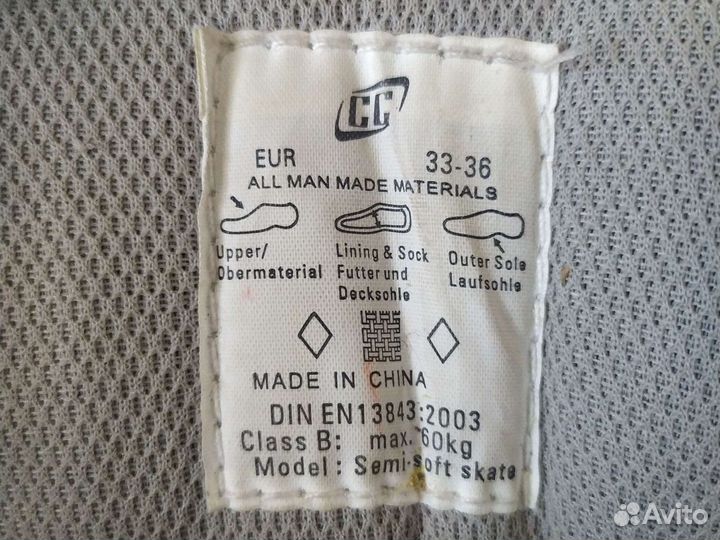 CC
EUR 33-36
ALL MAN MADE MATERIALS
Upper/ Lining & Sock Outer Sole
Obermaterial Futter und Laufsohle
Decksohle
MADE IN CHINA
DIN EN13843:2003
Class B: max. 60kg
Model: Semi-soft skate
Avito